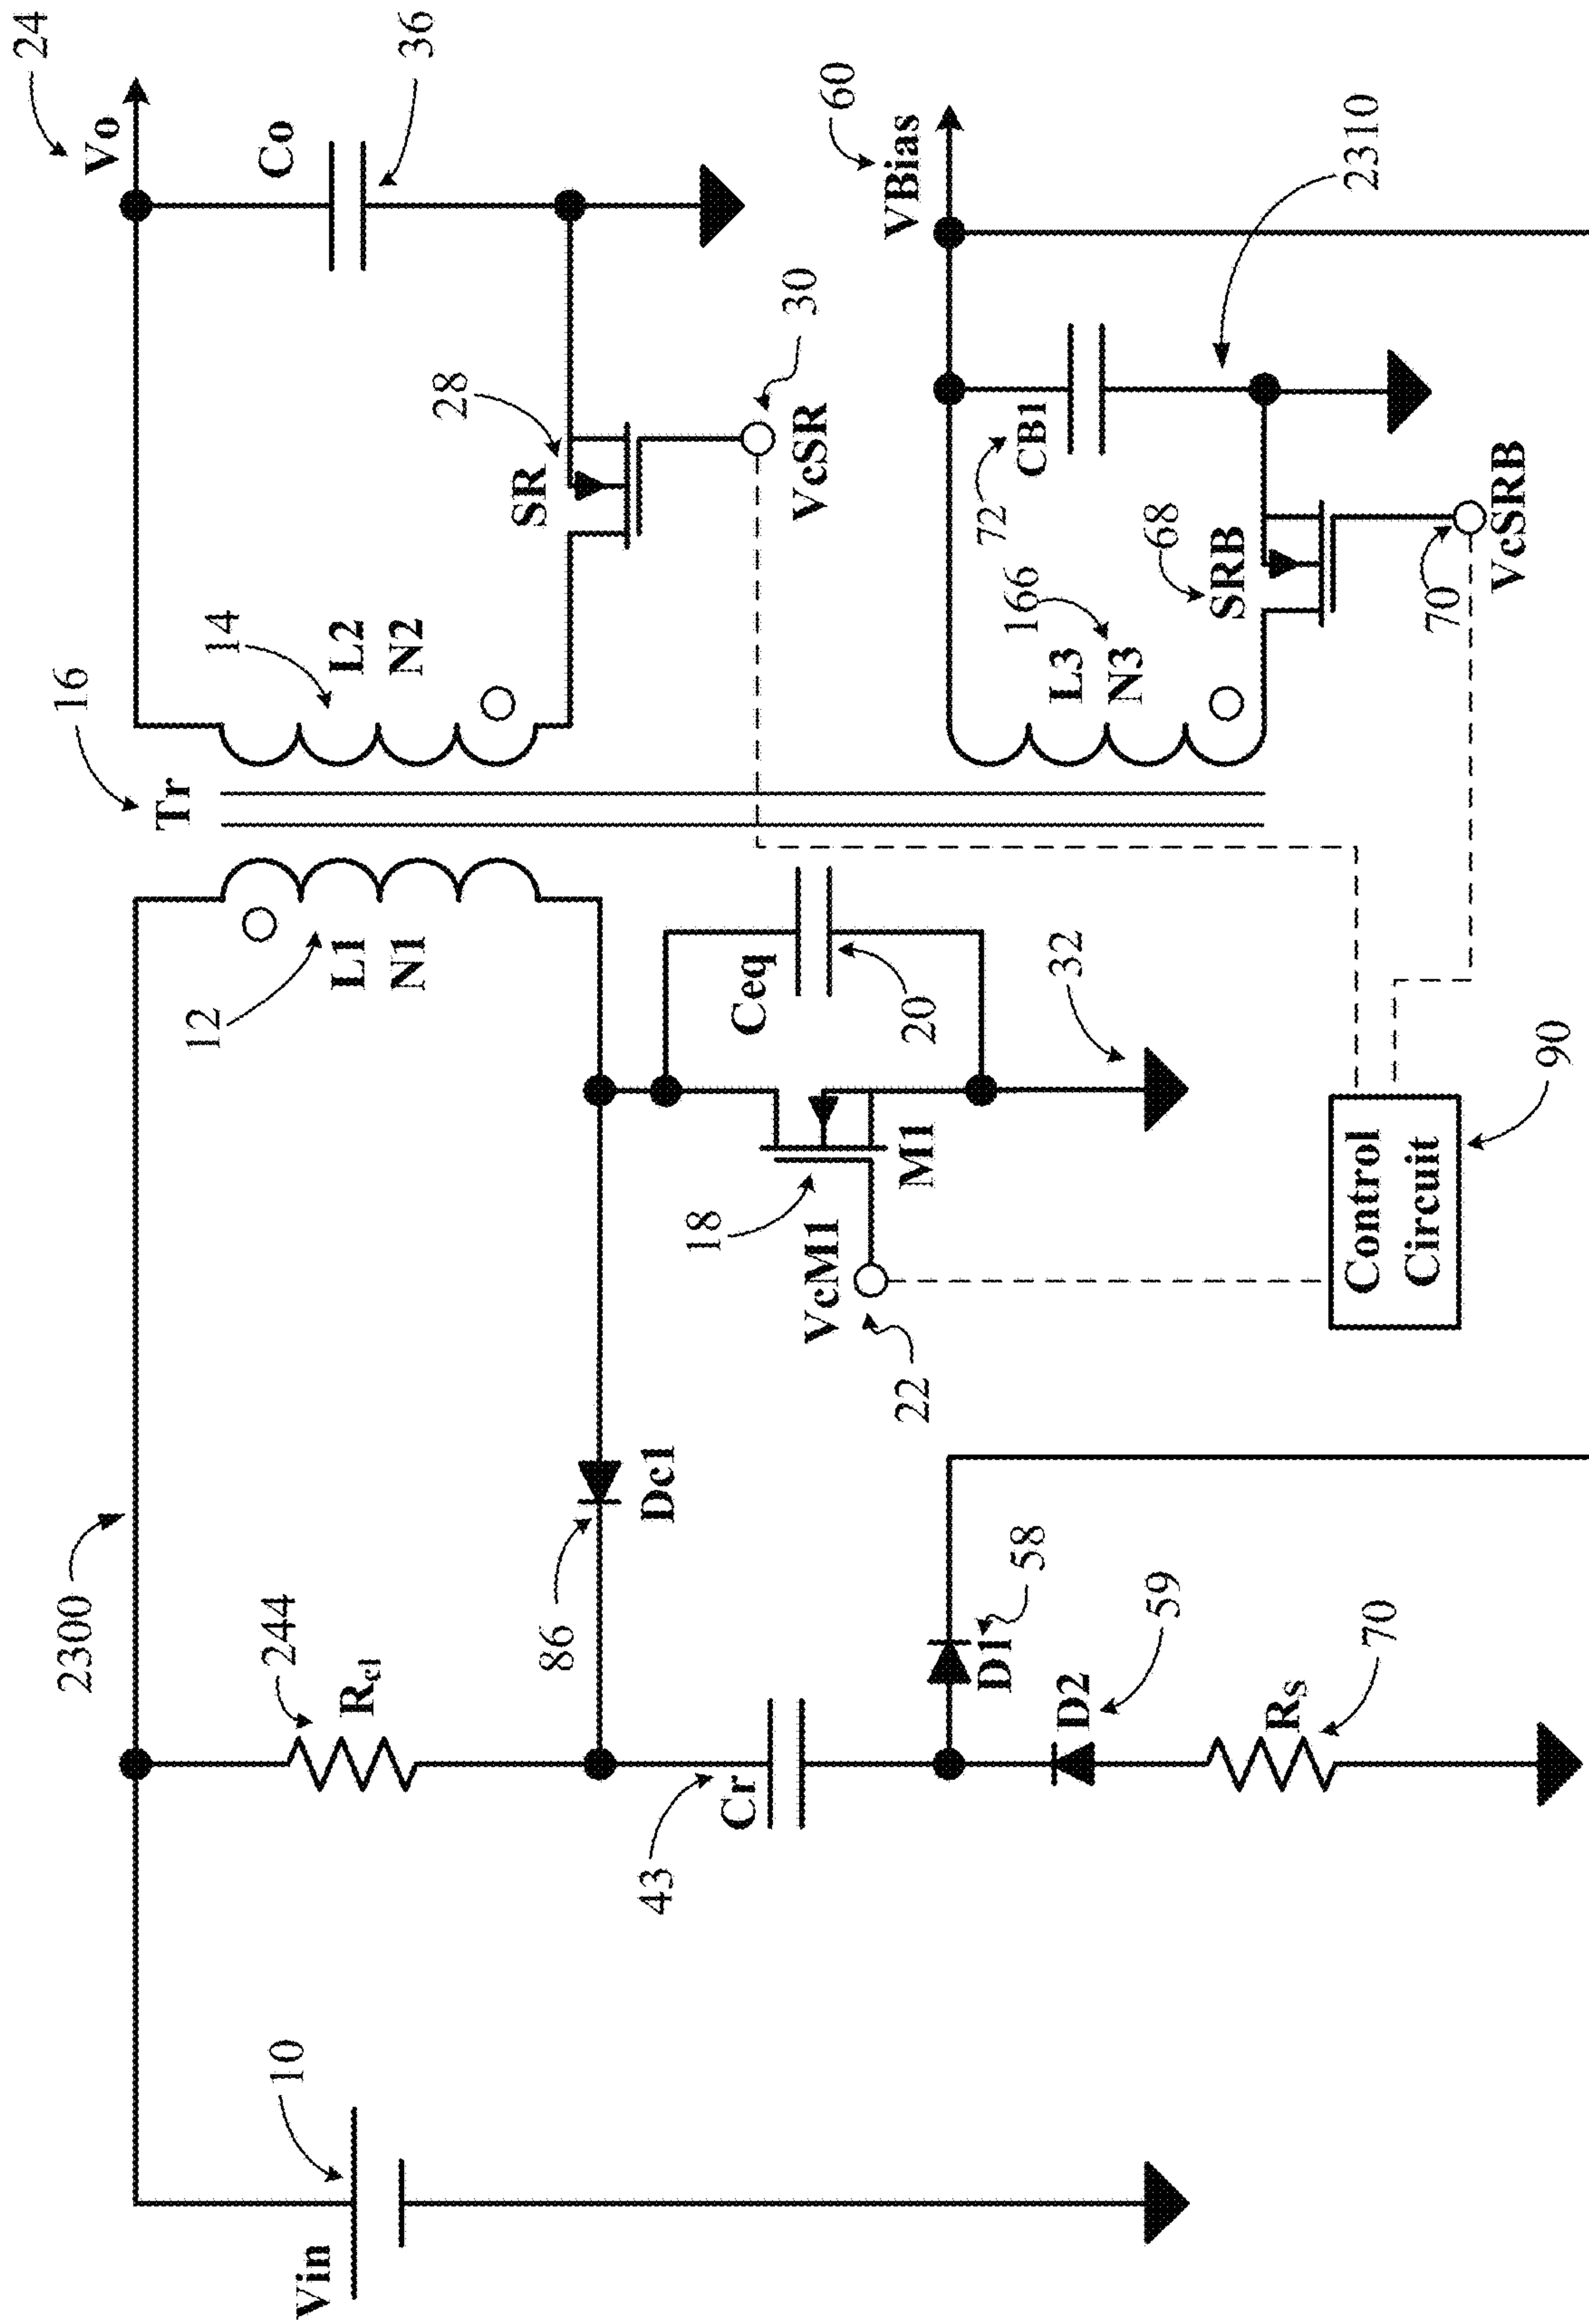 2300
16
Tr
24
Vo
Vin
10
244
Rcl
12
L1
N1
14
L2
N2
28
SR
Co
36
86
Dc1
43
Cr
18
M1
VcM1
22
Ceq
20
32
30
VcSR
60
VBias
D1
58
D2
59
Rs
70
Control
Circuit
90
166
L3
N3
72
CB1
68
SRB
2310
70
VcSRB